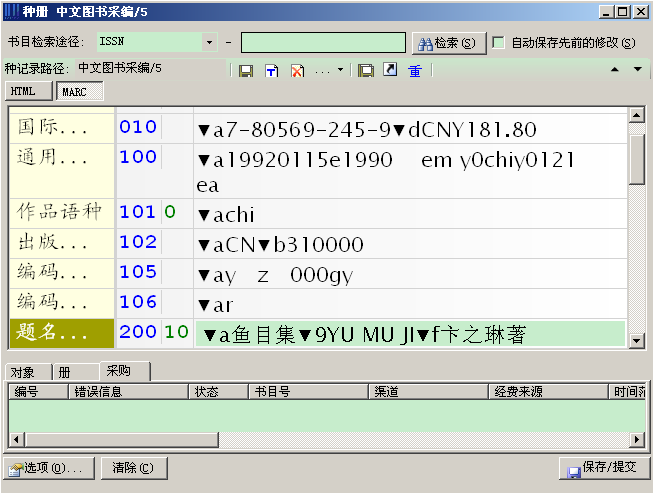 种册 中文图书采编/5
书目检索途径: ISSN - 检索(S) 自动保存先前的修改(S)
种记录路径: 中文图书采编/5 ... 重
HTML MARC
国际... 010 ▼a7-80569-245-9▼dCNY181.80
通用... 100 ▼a19920115e1990 em y0chiy0121
ea
作品语种 101 0 ▼achi
出版... 102 ▼aCN▼b310000
编码... 105 ▼ay z 000gy
编码... 106 ▼ar
题名... 200 10 ▼a鱼目集▼9YU MU JI▼f卞之琳著
对象 册 采购
编号 错误信息 状态 书目号 渠道 经费来源 时间范
选项(O)... 清除(C) 保存/提交